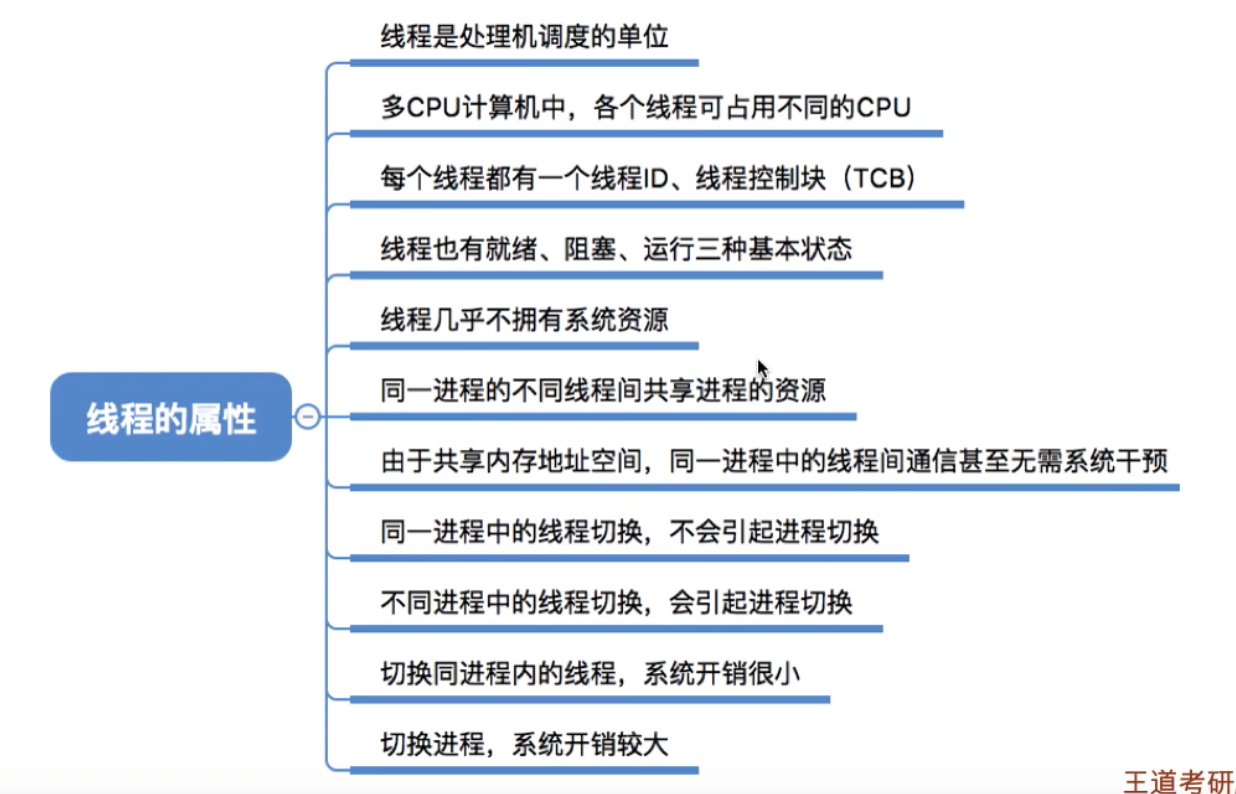 线程是处理机调度的单位
多CPU计算机中，各个线程可占用不同的CPU
每个线程都有一个线程ID、线程控制块（TCB）
线程也有就绪、阻塞、运行三种基本状态
线程几乎不拥有系统资源
同一进程的不同线程间共享进程的资源
线程的属性
由于共享内存地址空间，同一进程中的线程间通信甚至无需系统干预
同一进程中的线程切换，不会引起进程切换
不同进程中的线程切换，会引起进程切换
切换同进程内的线程，系统开销很小
切换进程，系统开销较大
王道考研